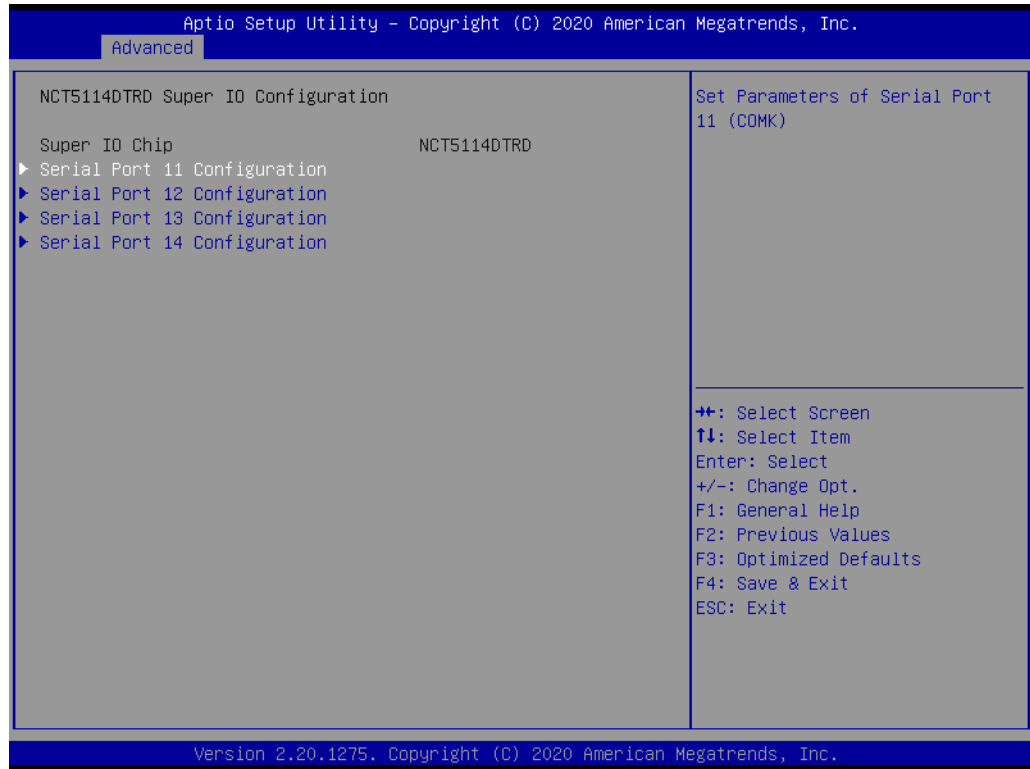 Aptio Setup Utility – Copyright (C) 2020 American Megatrends, Inc.
Advanced
NCT5114DTRD Super IO Configuration
Super IO Chip NCT5114DTRD
Serial Port 11 Configuration
Serial Port 12 Configuration
Serial Port 13 Configuration
Serial Port 14 Configuration
Set Parameters of Serial Port
11 (COMK)
→←: Select Screen
↑↓: Select Item
Enter: Select
+/-: Change Opt.
F1: General Help
F2: Previous Values
F3: Optimized Defaults
F4: Save & Exit
ESC: Exit
Version 2.20.1275. Copyright (C) 2020 American Megatrends, Inc.